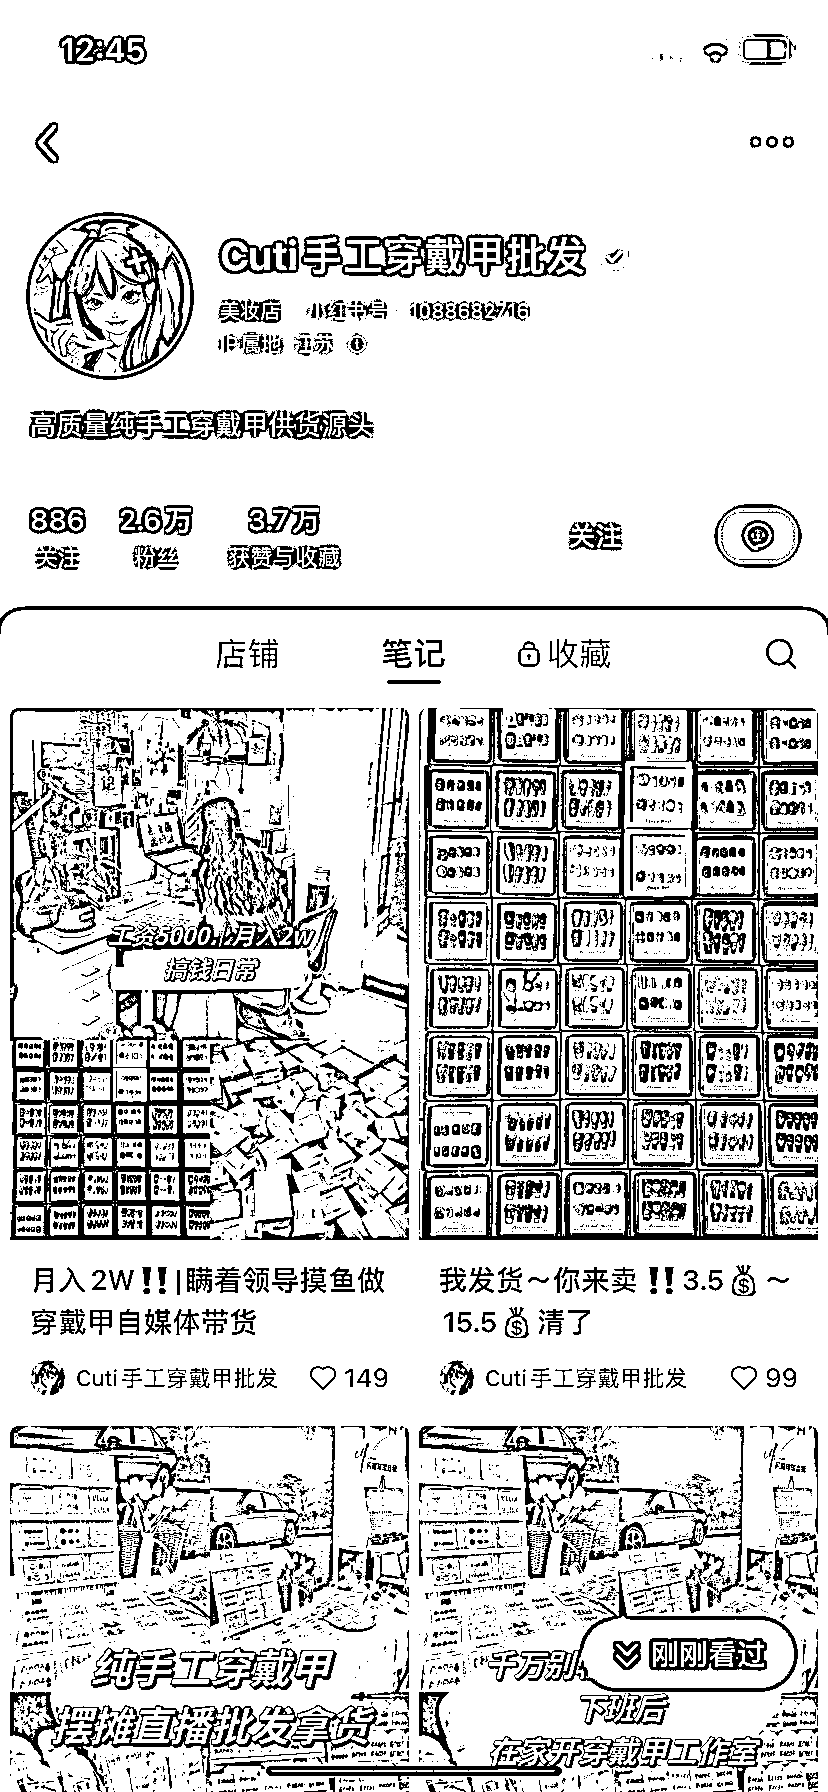 12:45
Cuti手工穿戴甲批发
美妆店 小红书号 1088682716
IP属地 江苏
高质量纯手工穿戴甲供货源头
886 2.6万 3.7万
关注 粉丝 获赞与收藏
关注
店铺 笔记 收藏
工资5000.月入2w
搞钱日常
月入2W‼️|瞒着领导摸鱼做
穿戴甲自媒体带货
Cuti手工穿戴甲批发 149
我发货～你来卖‼️3.5💰～
15.5💰清了
Cuti手工穿戴甲批发 99
纯手工穿戴甲
摆摊直播批发拿货
千万别
刚刚看过
下班后
在家开穿戴甲工作室